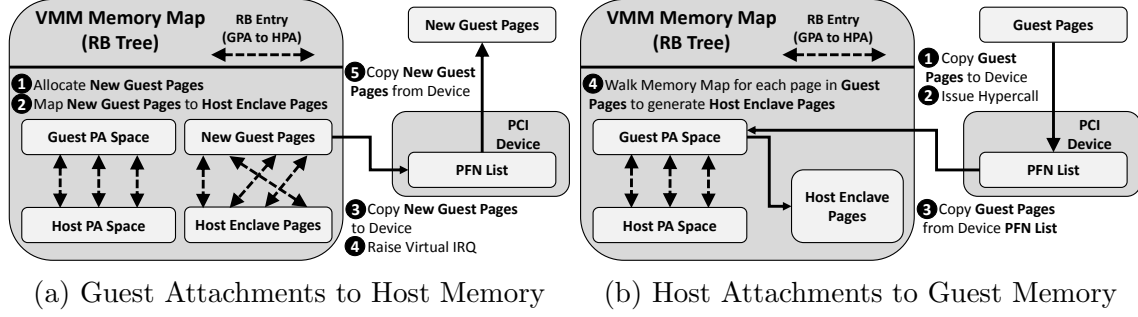 VMM Memory Map
(RB Tree)
RB Entry
(GPA to HPA)
1 Allocate New Guest Pages
2 Map New Guest Pages to Host Enclave Pages
Guest PA Space
New Guest Pages
Host PA Space
Host Enclave Pages
New Guest Pages
5 Copy New Guest
Pages from Device
PCI
Device
PFN List
3 Copy New Guest Pages
to Device
4 Raise Virtual IRQ
(a) Guest Attachments to Host Memory
VMM Memory Map
(RB Tree)
RB Entry
(GPA to HPA)
4 Walk Memory Map for each page in Guest
Pages to generate Host Enclave Pages
Guest PA Space
Host PA Space
Host Enclave
Pages
Guest Pages
1 Copy Guest
Pages to Device
2 Issue Hypercall
PCI
Device
PFN List
3 Copy Guest Pages
from Device PFN List
(b) Host Attachments to Guest Memory